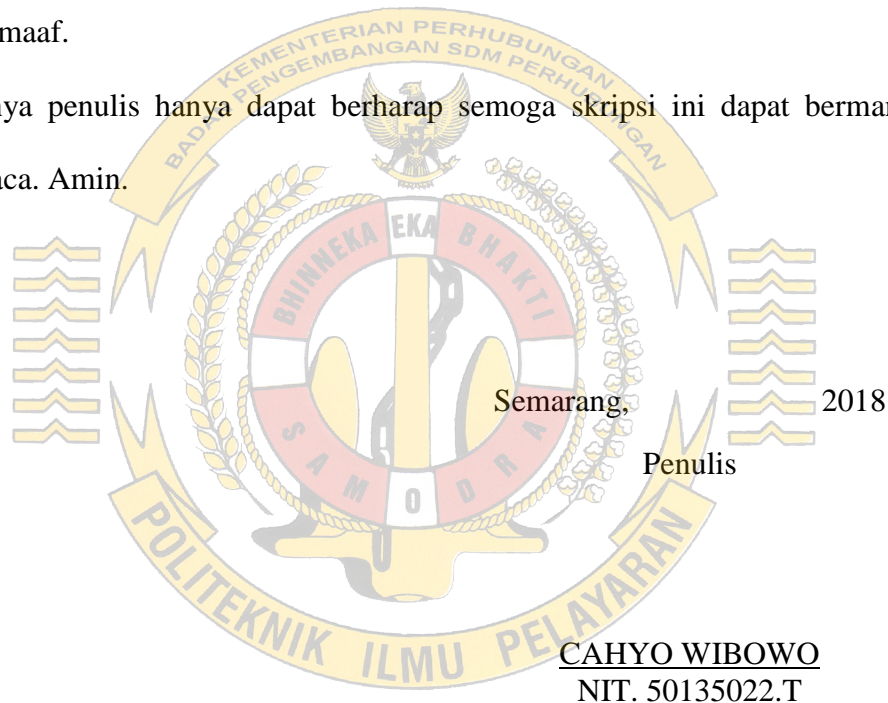 maaf.
nya penulis hanya dapat berharap semoga skripsi ini dapat berman
aca. Amin.
KEMENTERIAN PERHUBUNGAN
BADAN PENGEMBANGAN SDM PERHUBUNGAN
BHINNEKA EKA BHAKTI
SAMODRA
POLITEKNIK ILMU PELAYARAN
Semarang, 2018
Penulis
CAHYO WIBOWO
NIT. 50135022.T